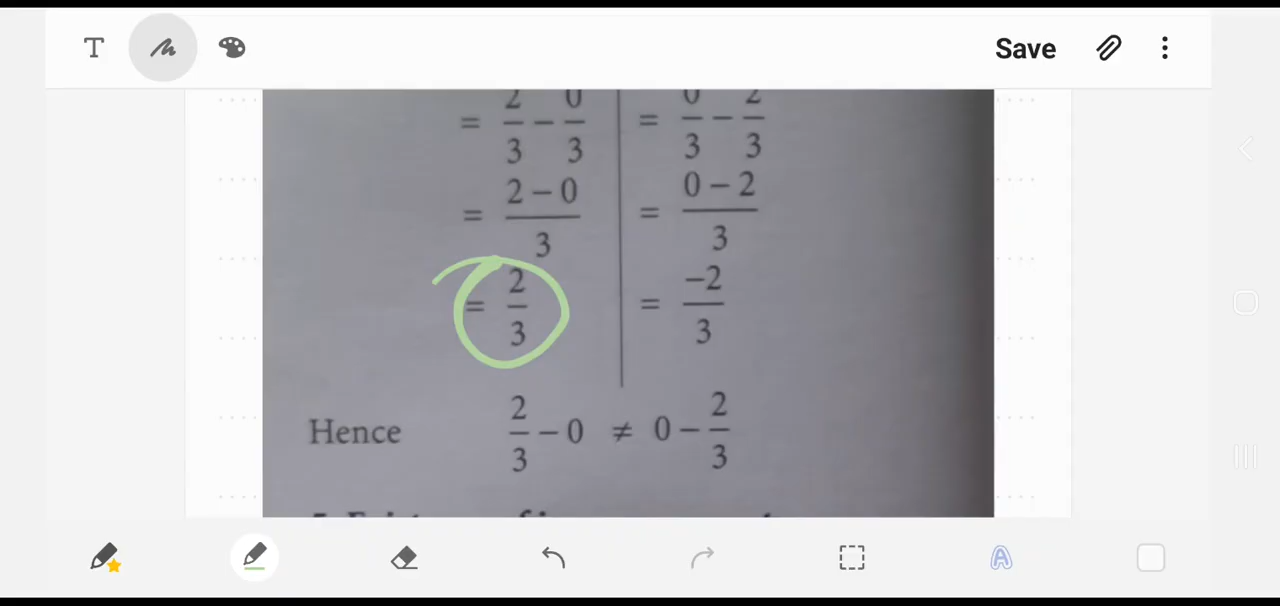 T Save
= 2/3 − 0/3 = 0/3 − 2/3
= 2 − 0/3 = 0 − 2/3
= 2/3 = −2/3
Hence 2/3 − 0 ≠ 0 − 2/3
A